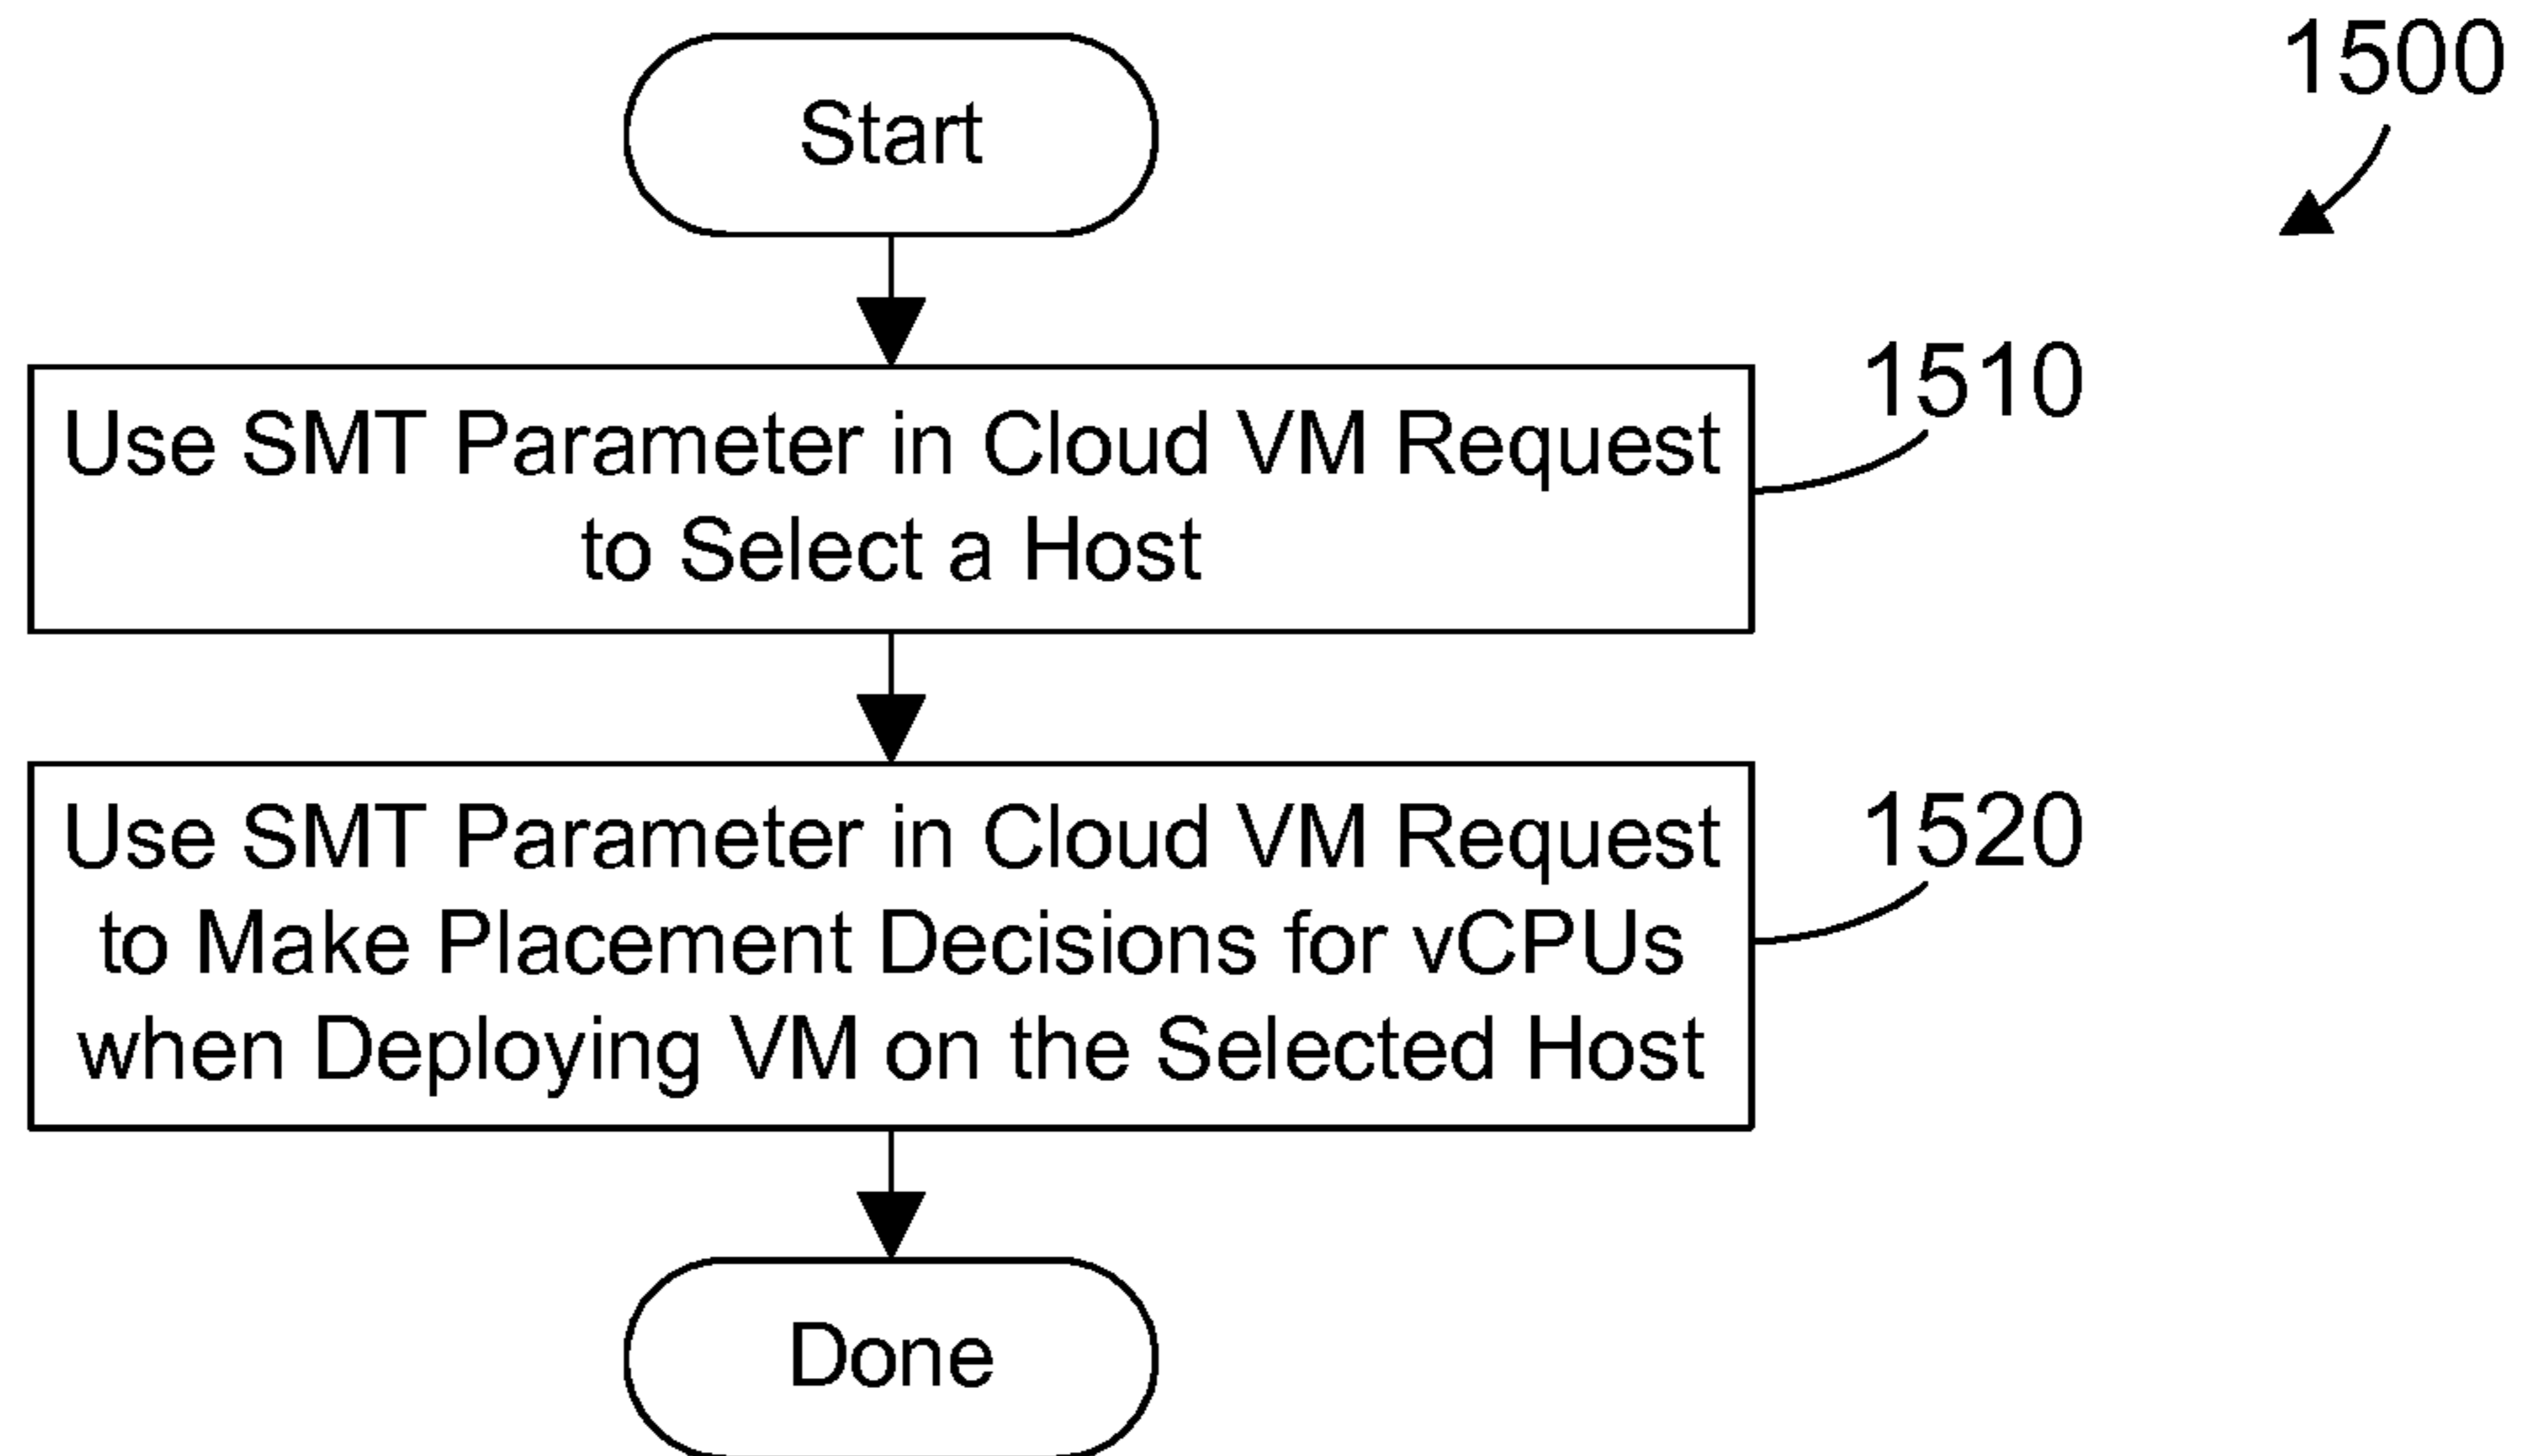 1500
Start
1510
Use SMT Parameter in Cloud VM Request
to Select a Host
1520
Use SMT Parameter in Cloud VM Request
to Make Placement Decisions for vCPUs
when Deploying VM on the Selected Host
Done